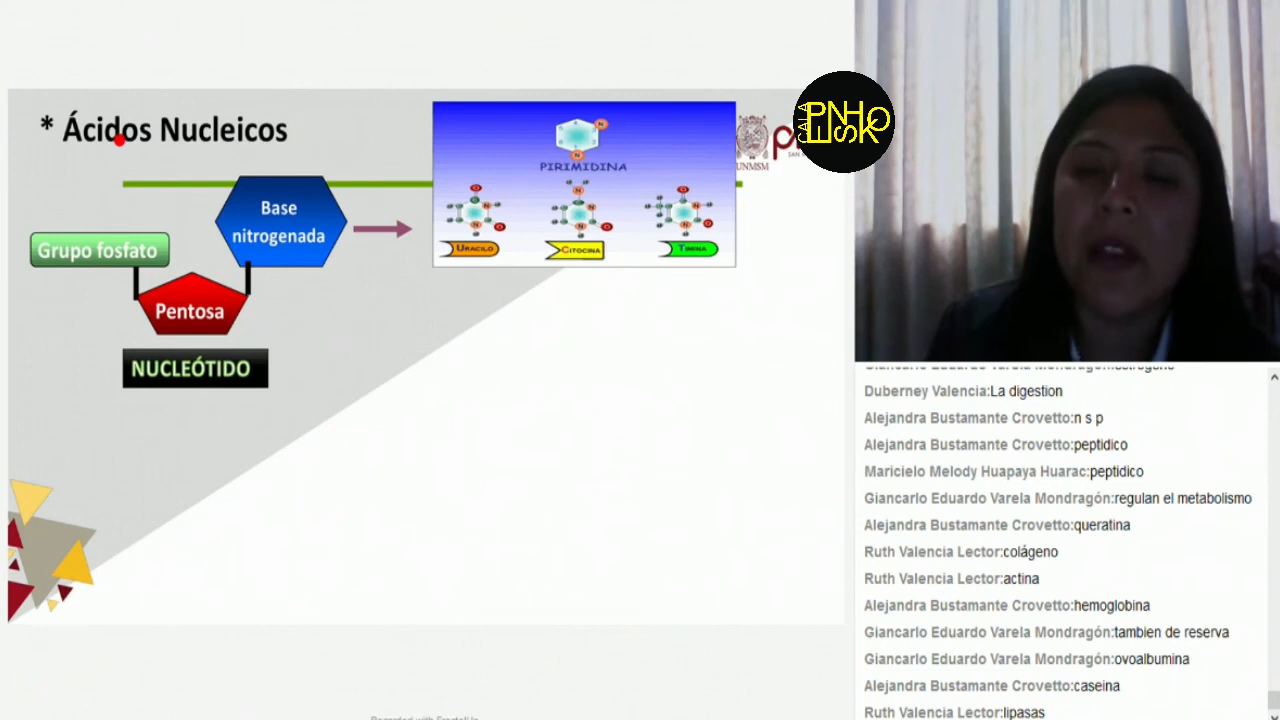 * Ácidos Nucleicos
Base
nitrogenada
Grupo fosfato
Pentosa
NUCLEÓTIDO
PIRIMIDINA
URACILO
CITOCINA
TIMINA
UNMSM
Duberney Valencia:La digestion
Alejandra Bustamante Crovetto:n s p
Alejandra Bustamante Crovetto:peptidico
Maricielo Melody Huapaya Huarac:peptidico
Giancarlo Eduardo Varela Mondragón:regulan el metabolismo
Alejandra Bustamante Crovetto:queratina
Ruth Valencia Lector:colágeno
Ruth Valencia Lector:actina
Alejandra Bustamante Crovetto:hemoglobina
Giancarlo Eduardo Varela Mondragón:tambien de reserva
Giancarlo Eduardo Varela Mondragón:ovoalbumina
Alejandra Bustamante Crovetto:caseina
Ruth Valencia Lector:lipasas